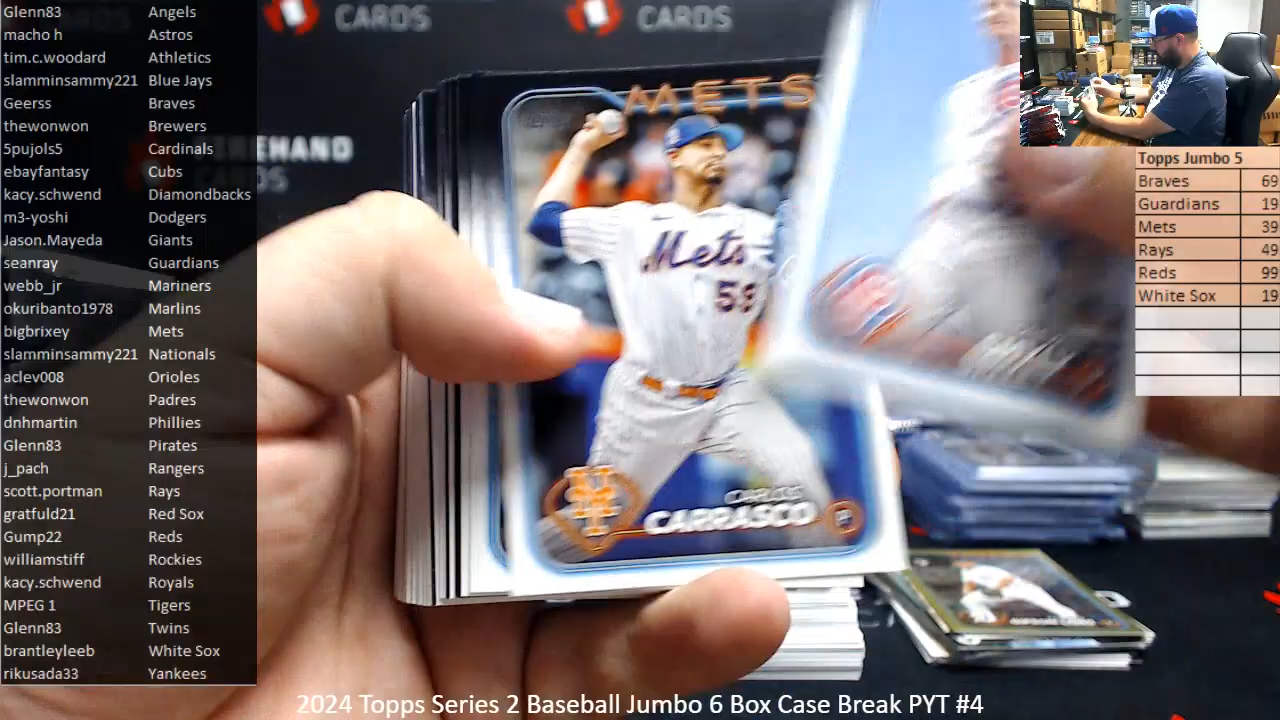 Glenn83 Angels
macho h Astros
tim.c.woodard Athletics
slamminsammy221 Blue Jays
Geerss Braves
thewonwon Brewers
5pujols5 Cardinals
ebayfantasy Cubs
kacy.schwend Diamondbacks
m3-yoshi Dodgers
Jason.Mayeda Giants
seanray Guardians
webb_jr Mariners
okuribanto1978 Marlins
bigbrixey Mets
slamminsammy221 Nationals
aclev008 Orioles
thewonwon Padres
dnhmartin Phillies
Glenn83 Pirates
j_pach Rangers
scott.portman Rays
gratfuld21 Red Sox
Gump22 Reds
williamstiff Rockies
kacy.schwend Royals
MPEG 1 Tigers
Glenn83 Twins
brantleyleeb White Sox
rikusada33 Yankees
CARDS
CARDS
METS
Mets
CARLOS
CARRASCO
P
Topps Jumbo 5
Braves 69
Guardians 19
Mets 39
Rays 49
Reds 99
White Sox 19
2024 Topps Series 2 Baseball Jumbo 6 Box Case Break PYT #4